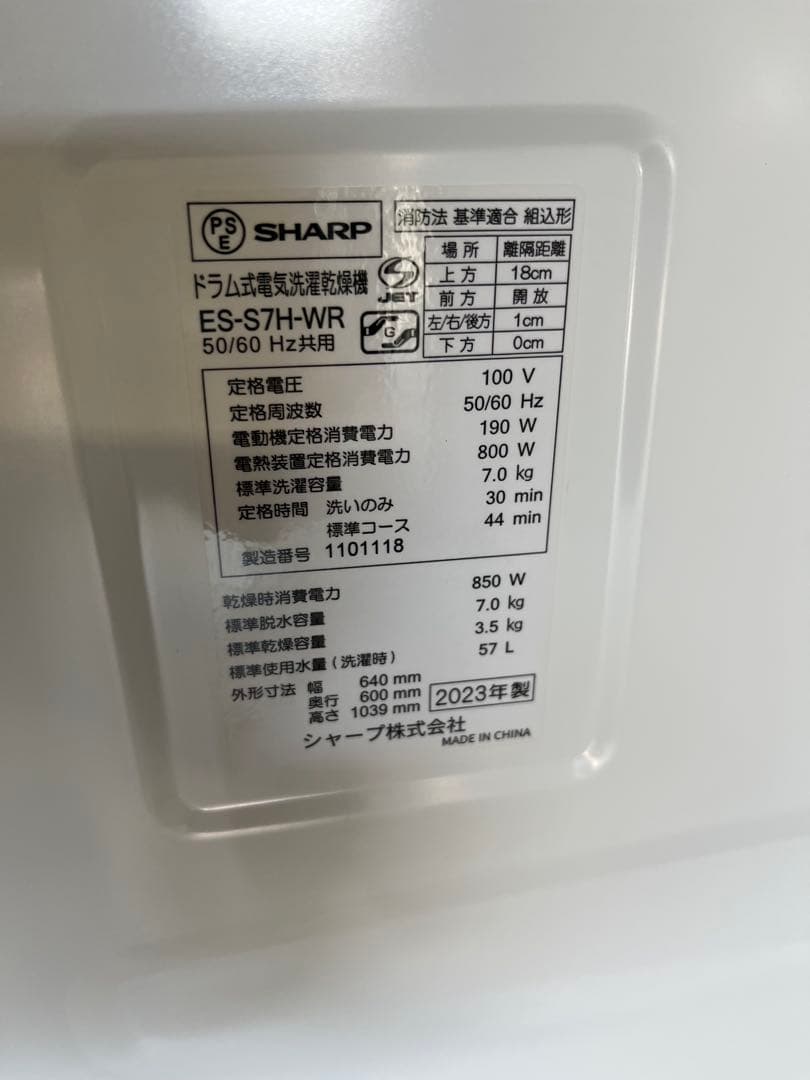 PSE SHARP
ドラム式電気洗濯乾燥機
JET
ES-S7H-WR
G
50/60 Hz共用
消防法 基準適合 組込形
場所 離隔距離
上方 18cm
前方 開放
左/右/後方 1cm
下方 0cm
定格電圧 100 V
定格周波数 50/60 Hz
電動機定格消費電力 190 W
電熱装置定格消費電力 800 W
標準洗濯容量 7.0 kg
定格時間 洗いのみ 30 min
標準コース 44 min
製造番号 1101118
乾燥時消費電力 850 W
標準脱水容量 7.0 kg
標準乾燥容量 3.5 kg
標準使用水量(洗濯時) 57 L
外形寸法 幅 640 mm
奥行 600 mm
高さ 1039 mm
2023年製
シャープ株式会社
MADE IN CHINA